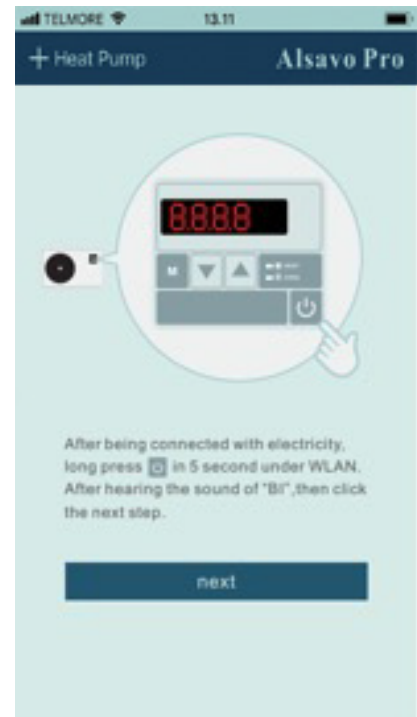 TELMORE 13.11
+ Heat Pump Alsavo Pro
8.8.8.8
M
After being connected with electricity,
long press in 5 second under WLAN.
After hearing the sound of "BI",then click
the next step.
next